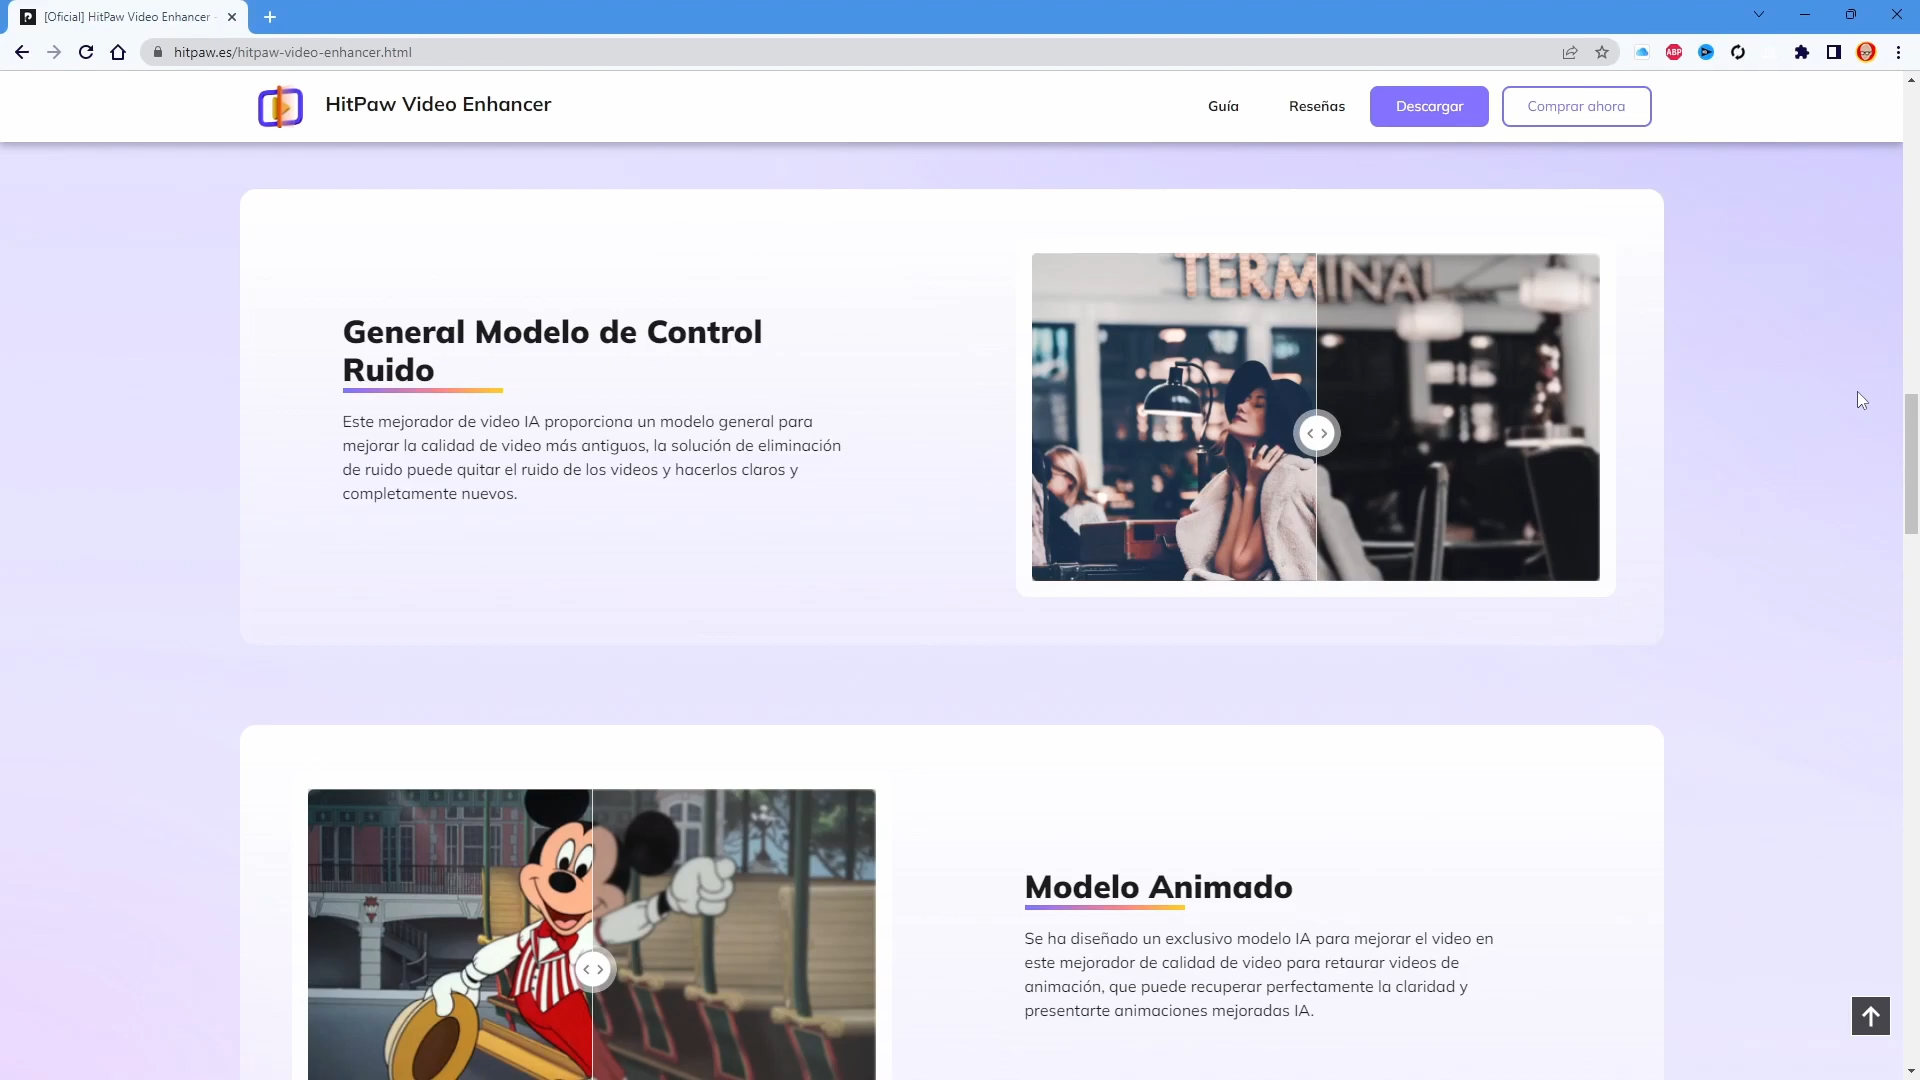 [Oficial] HitPaw Video Enhancer
hitpaw.es/hitpaw-video-enhancer.html
ABP
HitPaw Video Enhancer
Guía
Reseñas
Descargar
Comprar ahora
General Modelo de Control
Ruido
Este mejorador de video IA proporciona un modelo general para
mejorar la calidad de video más antiguos, la solución de eliminación
de ruido puede quitar el ruido de los videos y hacerlos claros y
completamente nuevos.
TERMINAL
Modelo Animado
Se ha diseñado un exclusivo modelo IA para mejorar el video en
este mejorador de calidad de video para retaurar videos de
animación, que puede recuperar perfectamente la claridad y
presentarte animaciones mejoradas IA.